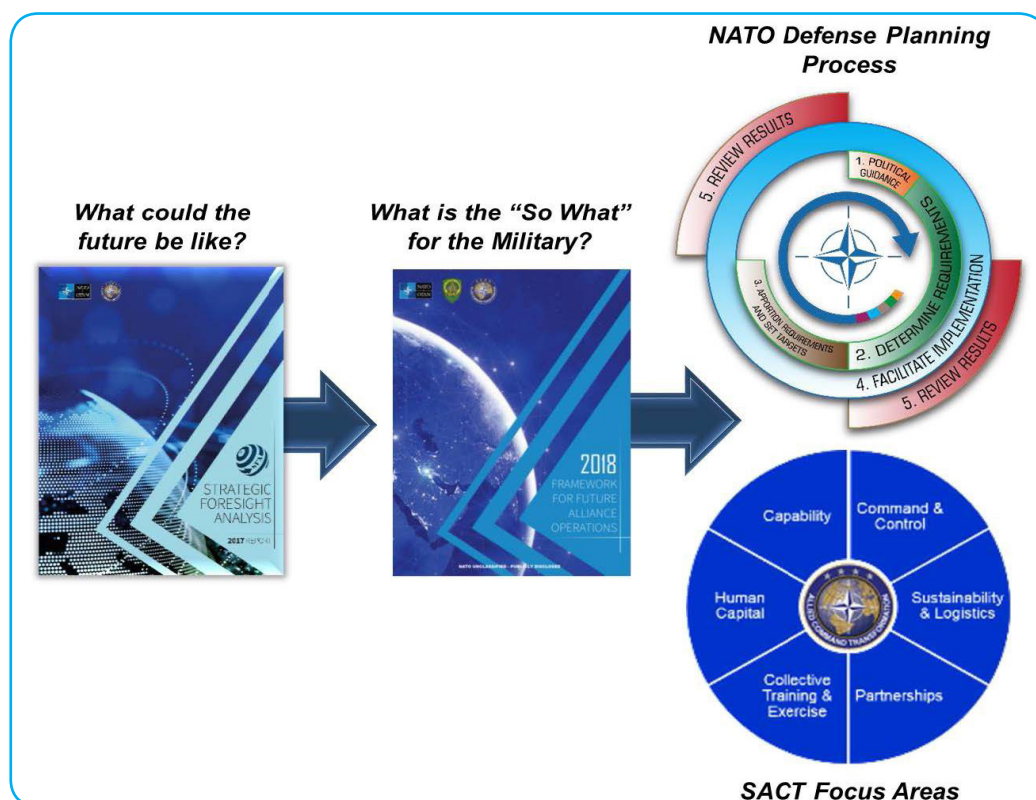 What could the
future be like?
STRATEGIC
FORESIGHT
ANALYSIS
2017 REPORT
What is the “So What”
for the Military?
2018
FRAMEWORK
FOR FUTURE
ALLIANCE
OPERATIONS
NATO UNCLASSIFIED - PUBLICLY DISCLOSED
NATO Defense Planning
Process
5. REVIEW RESULTS
1. POLITICAL
GUIDANCE
2. DETERMINE REQUIREMENTS
3. APPORTION REQUIREMENTS
AND SET TARGETS
4. FACILITATE IMPLEMENTATION
5. REVIEW RESULTS
Capability
Command &
Control
Human
Capital
ALLIED COMMAND TRANSFORMATION
Sustainability
& Logistics
Collective
Training &
Exercise
Partnerships
SACT Focus Areas